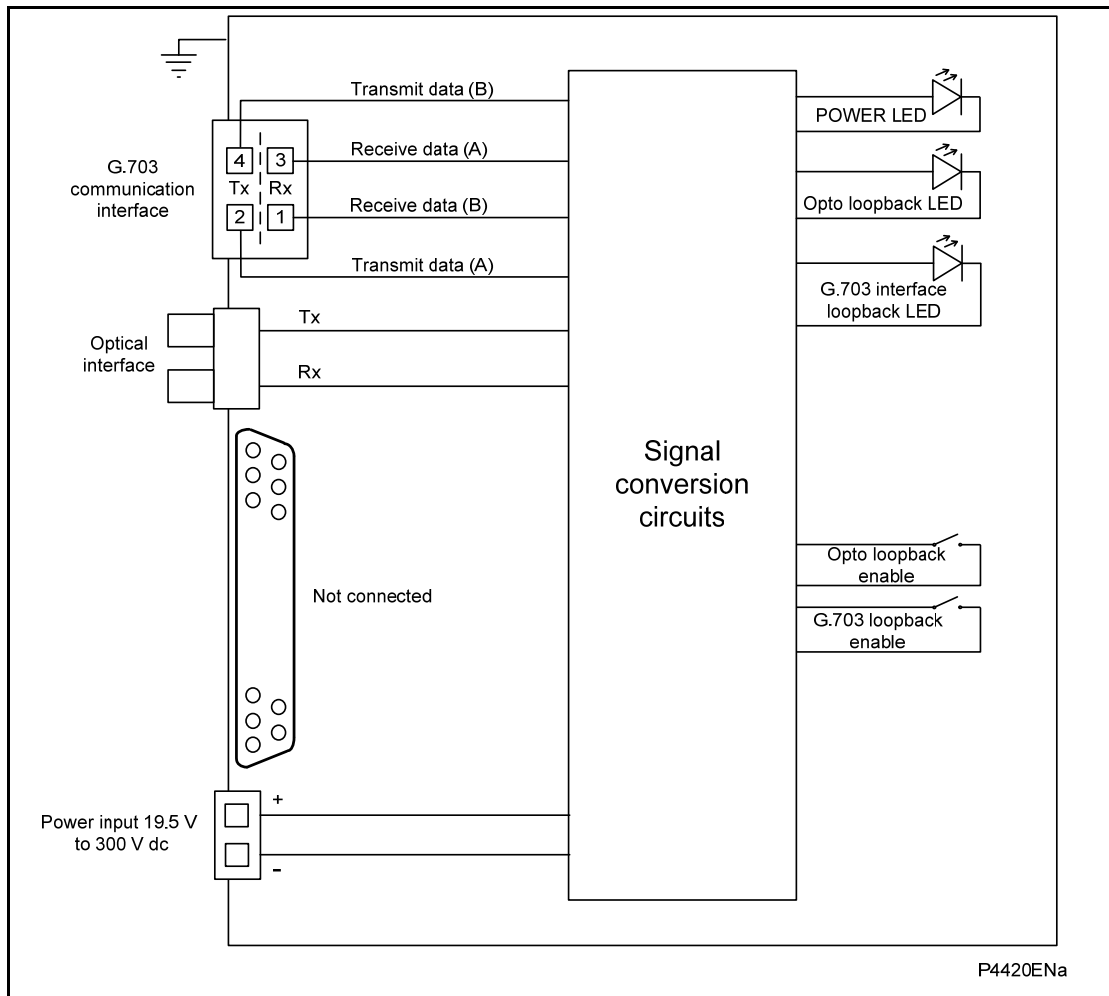 Transmit data (B)
POWER LED
G.703
communication
interface
4
3
Tx
Rx
2
1
Receive data (A)
Receive data (B)
Transmit data (A)
Opto loopback LED
G.703 interface
loopback LED
Optical
interface
Tx
Rx
Signal
conversion
circuits
Not connected
Opto loopback
enable
G.703 loopback
enable
Power input 19.5 V
to 300 V dc
+
-
P4420ENa